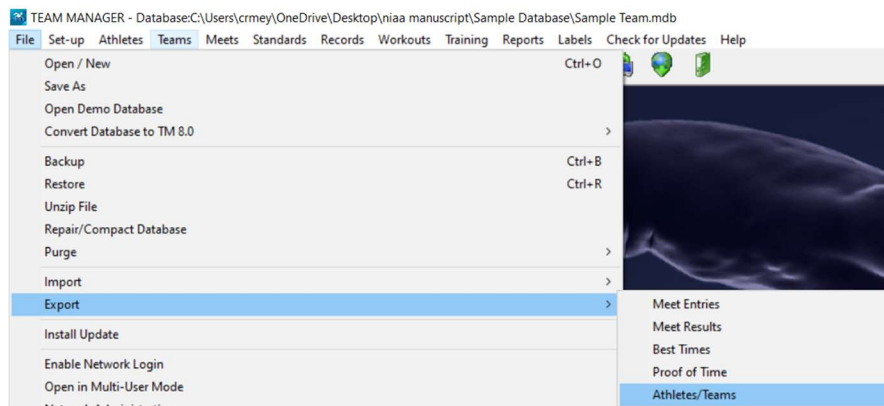 TEAM MANAGER - Database:C:\Users\crmey\OneDrive\Desktop\niaa manuscript\Sample Database\Sample Team.mdb
File Set-up Athletes Teams Meets Standards Records Workouts Training Reports Labels Check for Updates Help
Open / New Ctrl+O
Save As
Open Demo Database
Convert Database to TM 8.0
Backup Ctrl+B
Restore Ctrl+R
Unzip File
Repair/Compact Database
Purge
Import
Export
Meet Entries
Meet Results
Install Update
Best Times
Enable Network Login
Proof of Time
Open in Multi-User Mode
Athletes/Teams